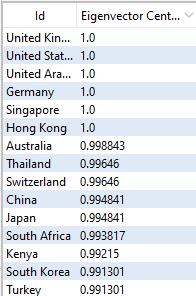 Id Eigenvector Cent...
United Kin... 1.0
United Stat... 1.0
United Ara... 1.0
Germany 1.0
Singapore 1.0
Hong Kong 1.0
Australia 0.998843
Thailand 0.99646
Switzerland 0.99646
China 0.994841
Japan 0.994841
South Africa 0.993817
Kenya 0.99215
South Korea 0.991301
Turkey 0.991301